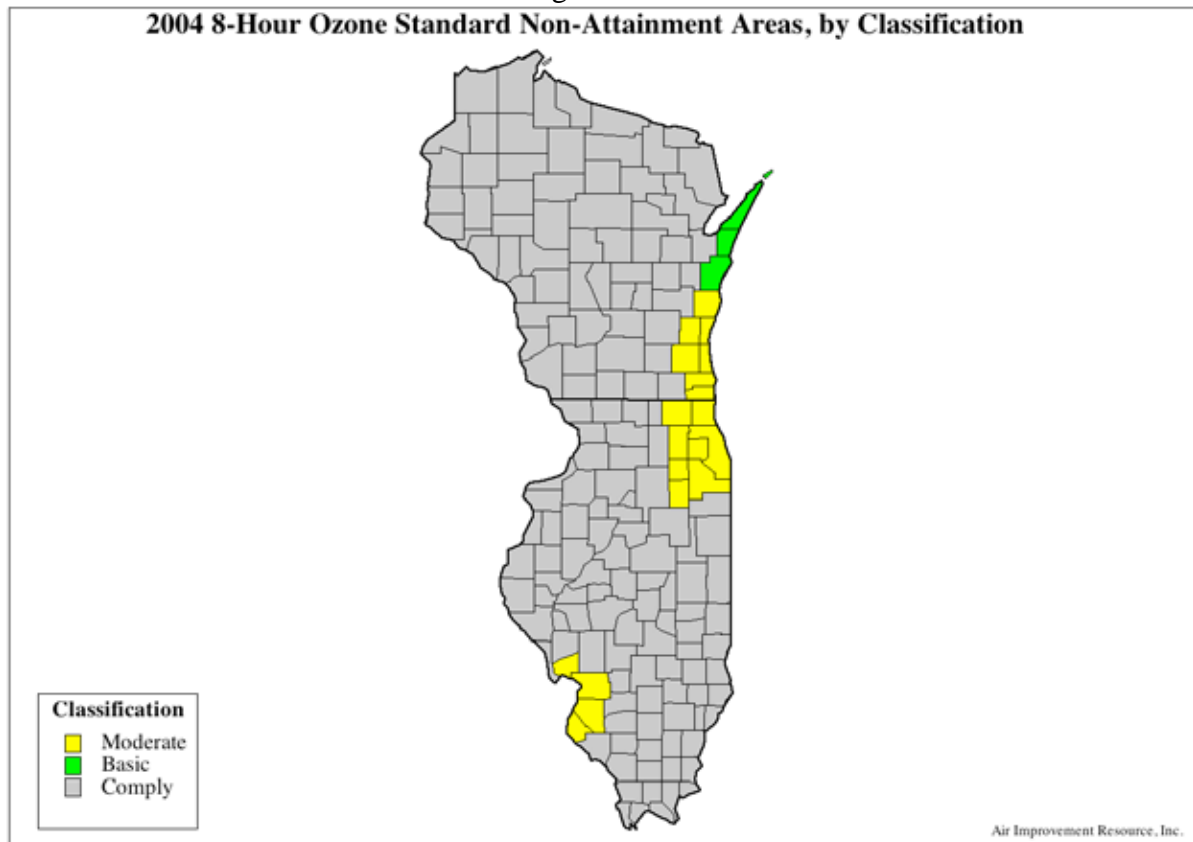 2004 8-Hour Ozone Standard Non-Attainment Areas, by Classification
Classification
Moderate
Basic
Comply
Air Improvement Resource, Inc.